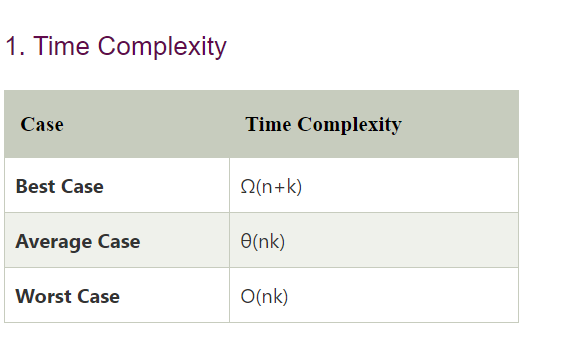 1. Time Complexity
Case Time Complexity
Best Case Ω(n+k)
Average Case θ(nk)
Worst Case O(nk)